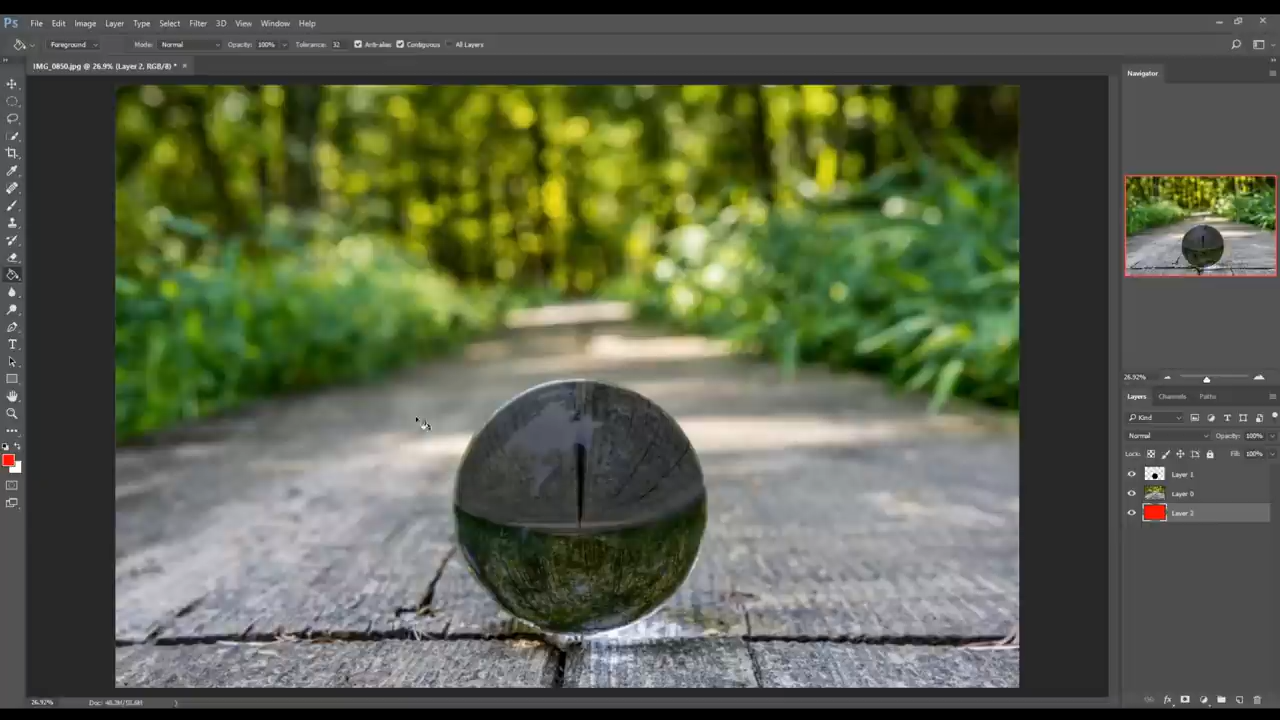 Ps File Edit Image Layer Type Select Filter 3D View Window Help
Foreground Mode: Normal Opacity: 100% Tolerance: 32 Anti-alias Contiguous All Layers
IMG_0850.jpg @ 26.9% (Layer 2, RGB/8) * ×
Navigator
26.92%
Layers Channels Paths
Kind
Normal Opacity: 100%
Lock: Fill: 100%
Layer 1
Layer 0
Layer 2
26.92% Doc: